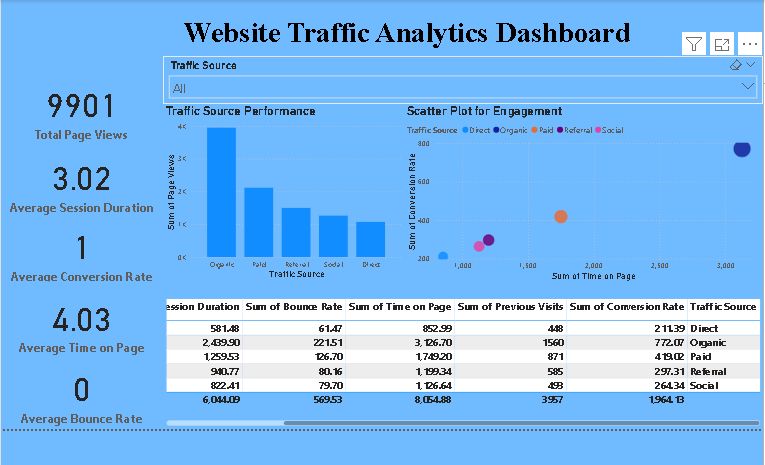 Website Traffic Analytics Dashboard
Traffic Source
All
9901
Total Page Views
3.02
Average Session Duration
1
Average Conversion Rate
4.03
Average Time on Page
0
Average Bounce Rate
Traffic Source Performance
Sum of Page Views
4K
3K
2K
1K
0K
Organic Paid Referral Social Direct
Traffic Source
Scatter Plot for Engagement
Traffic Source Direct Organic Paid Referral Social
Sum of Conversion Rate
800
600
400
200
1,000 1,500 2,000 2,500 3,000
Sum of Time on Page
ession Duration Sum of Bounce Rate Sum of Time on Page Sum of Previous Visits Sum of Conversion Rate Traffic Source
581.48 61.47 852.99 448 211.39 Direct
2,439.90 221.51 3,126.70 1560 772.07 Organic
1,259.53 126.70 1,749.20 871 419.02 Paid
940.77 80.16 1,199.34 585 297.31 Referral
822.41 79.70 1,126.64 493 264.34 Social
6,044.09 569.53 8,054.88 3957 1,964.13